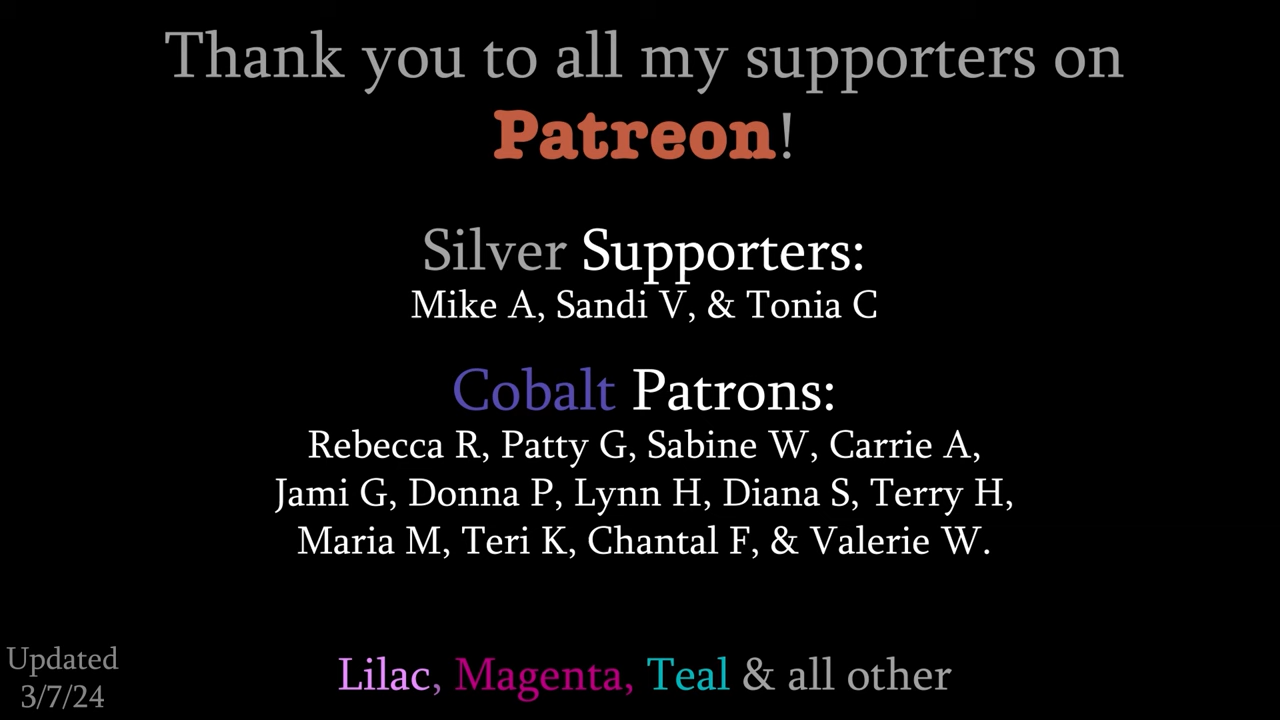 Thank you to all my supporters on
Patreon!
Silver Supporters:
Mike A, Sandi V, & Tonia C
Cobalt Patrons:
Rebecca R, Patty G, Sabine W, Carrie A,
Jami G, Donna P, Lynn H, Diana S, Terry H,
Maria M, Teri K, Chantal F, & Valerie W.
Lilac, Magenta, Teal & all other
Updated
3/7/24